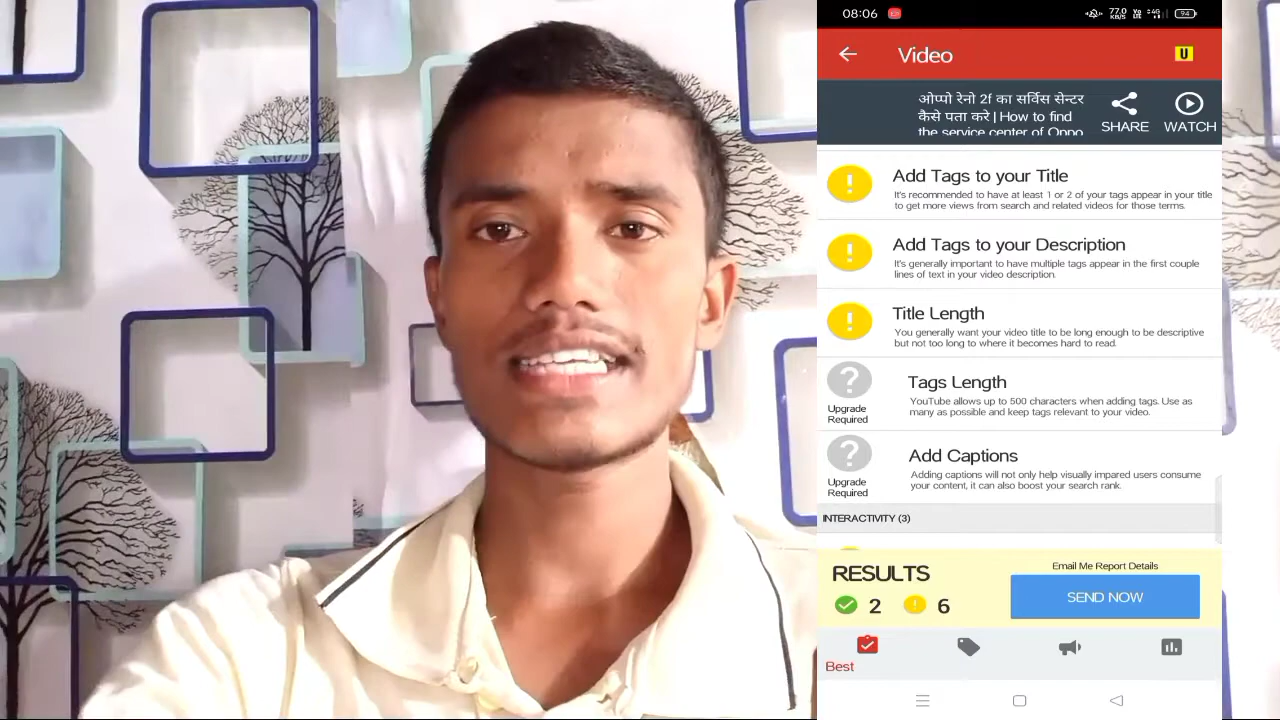 08:06
77.0
KB/S
Vo
LTE
4G
94
Video
U
ओप्पो रेनो 2f का सर्विस सेन्टर
कैसे पता करे | How to find
the service center of Oppo
SHARE
WATCH
Add Tags to your Title
It's recommended to have at least 1 or 2 of your tags appear in your title
to get more views from search and related videos for those terms.
Add Tags to your Description
It's generally important to have multiple tags appear in the first couple
lines of text in your video description.
Title Length
You generally want your video title to be long enough to be descriptive
but not too long to where it becomes hard to read.
Upgrade
Required
Tags Length
YouTube allows up to 500 characters when adding tags. Use as
many as possible and keep tags relevant to your video.
Upgrade
Required
Add Captions
Adding captions will not only help visually impared users consume
your content, it can also boost your search rank.
INTERACTIVITY (3)
RESULTS
2
6
Email Me Report Details
SEND NOW
Best